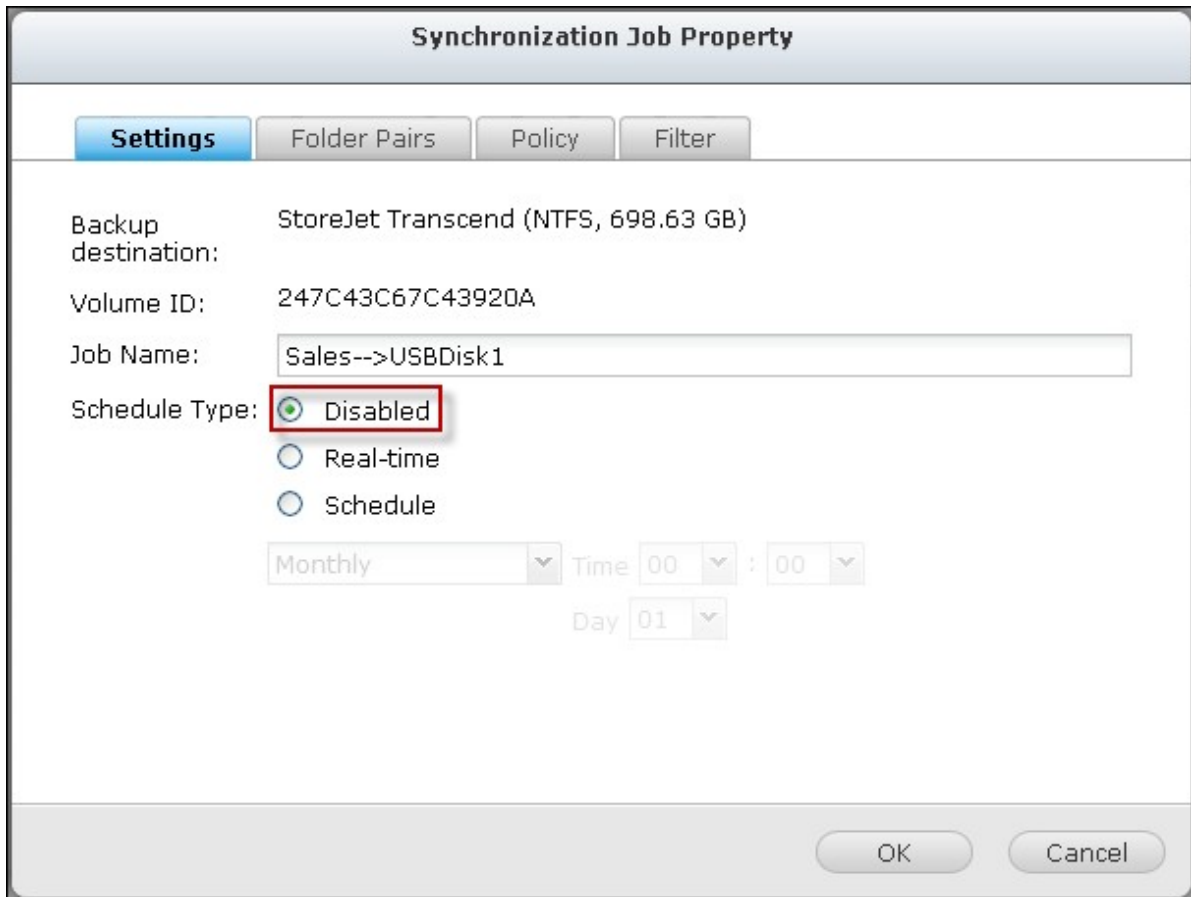 Synchronization Job Property
Settings
Folder Pairs
Policy
Filter
Backup destination:
StoreJet Transcend (NTFS, 698.63 GB)
Volume ID:
247C43C67C43920A
Job Name:
Sales-->USBDisk1
Schedule Type:
Disabled
Real-time
Schedule
Monthly
Time 00 : 00
Day 01
OK
Cancel